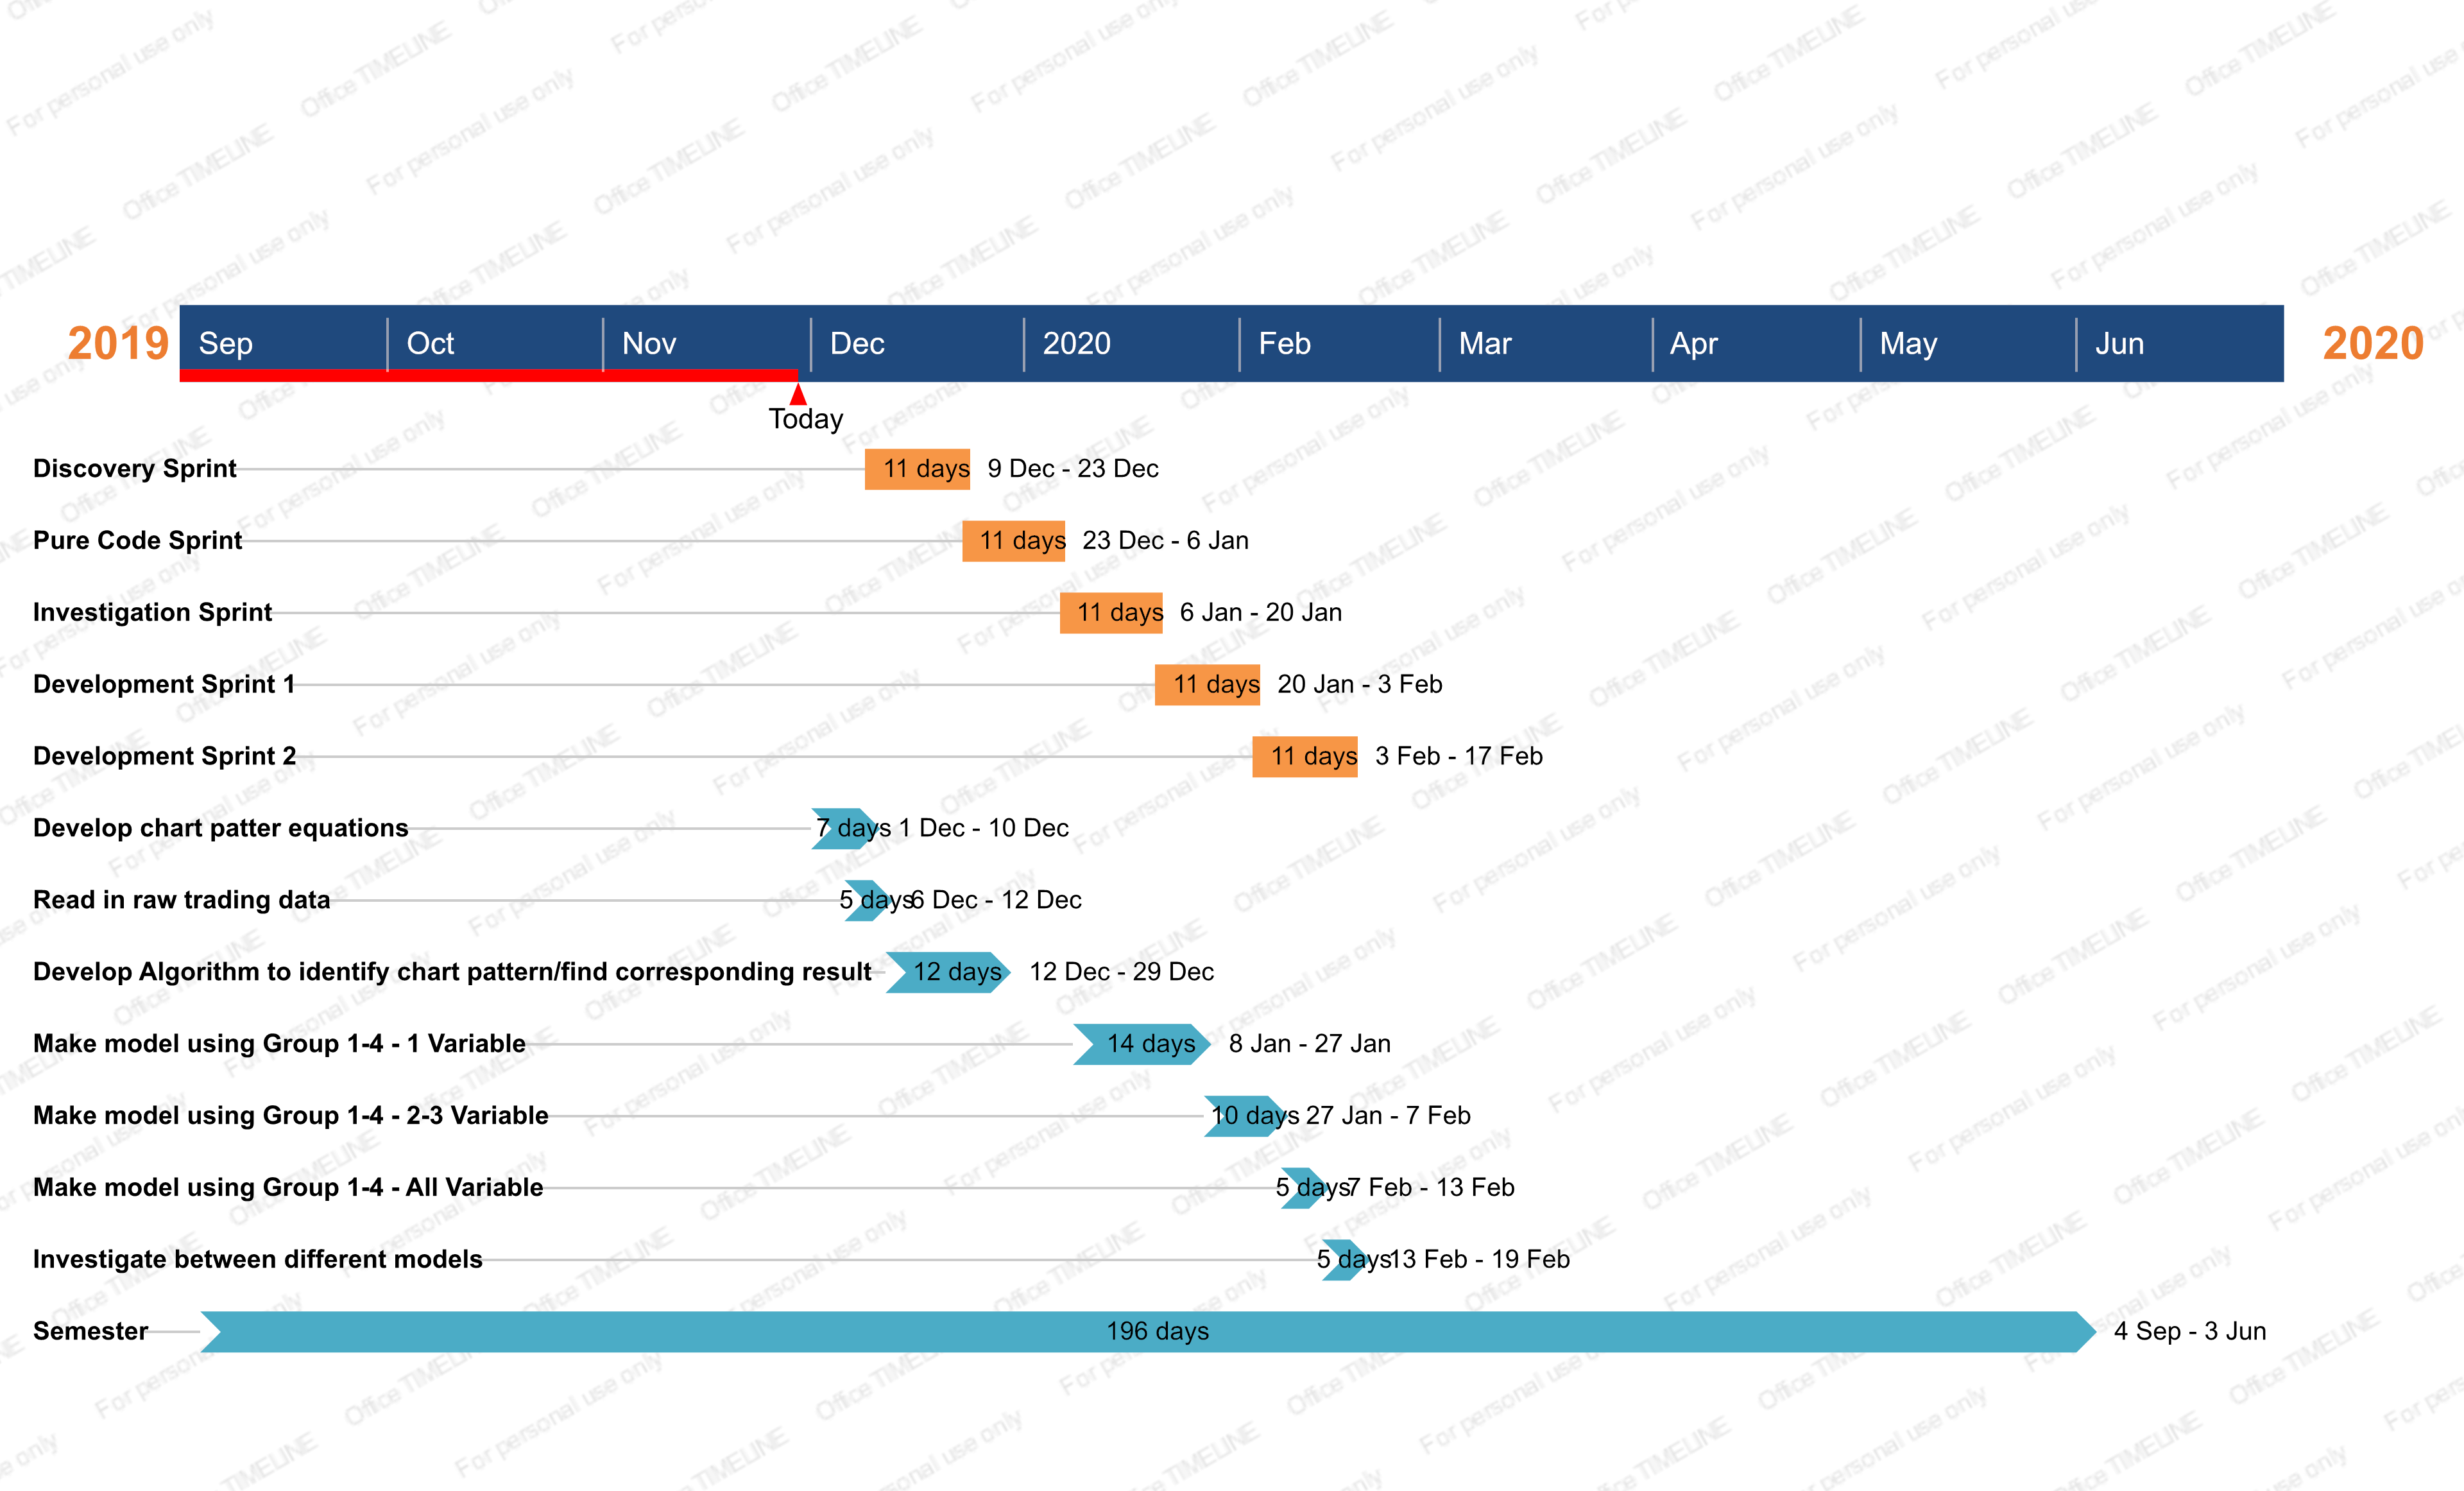 2019 Sep Oct Nov Dec 2020 Feb Mar Apr May Jun 2020
Today
Discovery Sprint 11 days 9 Dec - 23 Dec
Pure Code Sprint 11 days 23 Dec - 6 Jan
Investigation Sprint 11 days 6 Jan - 20 Jan
Development Sprint 1 11 days 20 Jan - 3 Feb
Development Sprint 2 11 days 3 Feb - 17 Feb
Develop chart patter equations 7 days 1 Dec - 10 Dec
Read in raw trading data 5 days 6 Dec - 12 Dec
Develop Algorithm to identify chart pattern/find corresponding result 12 days 12 Dec - 29 Dec
Make model using Group 1-4 - 1 Variable 14 days 8 Jan - 27 Jan
Make model using Group 1-4 - 2-3 Variable 10 days 27 Jan - 7 Feb
Make model using Group 1-4 - All Variable 5 days 7 Feb - 13 Feb
Investigate between different models 5 days 13 Feb - 19 Feb
Semester 196 days 4 Sep - 3 Jun
Office TIMELINE For personal use only